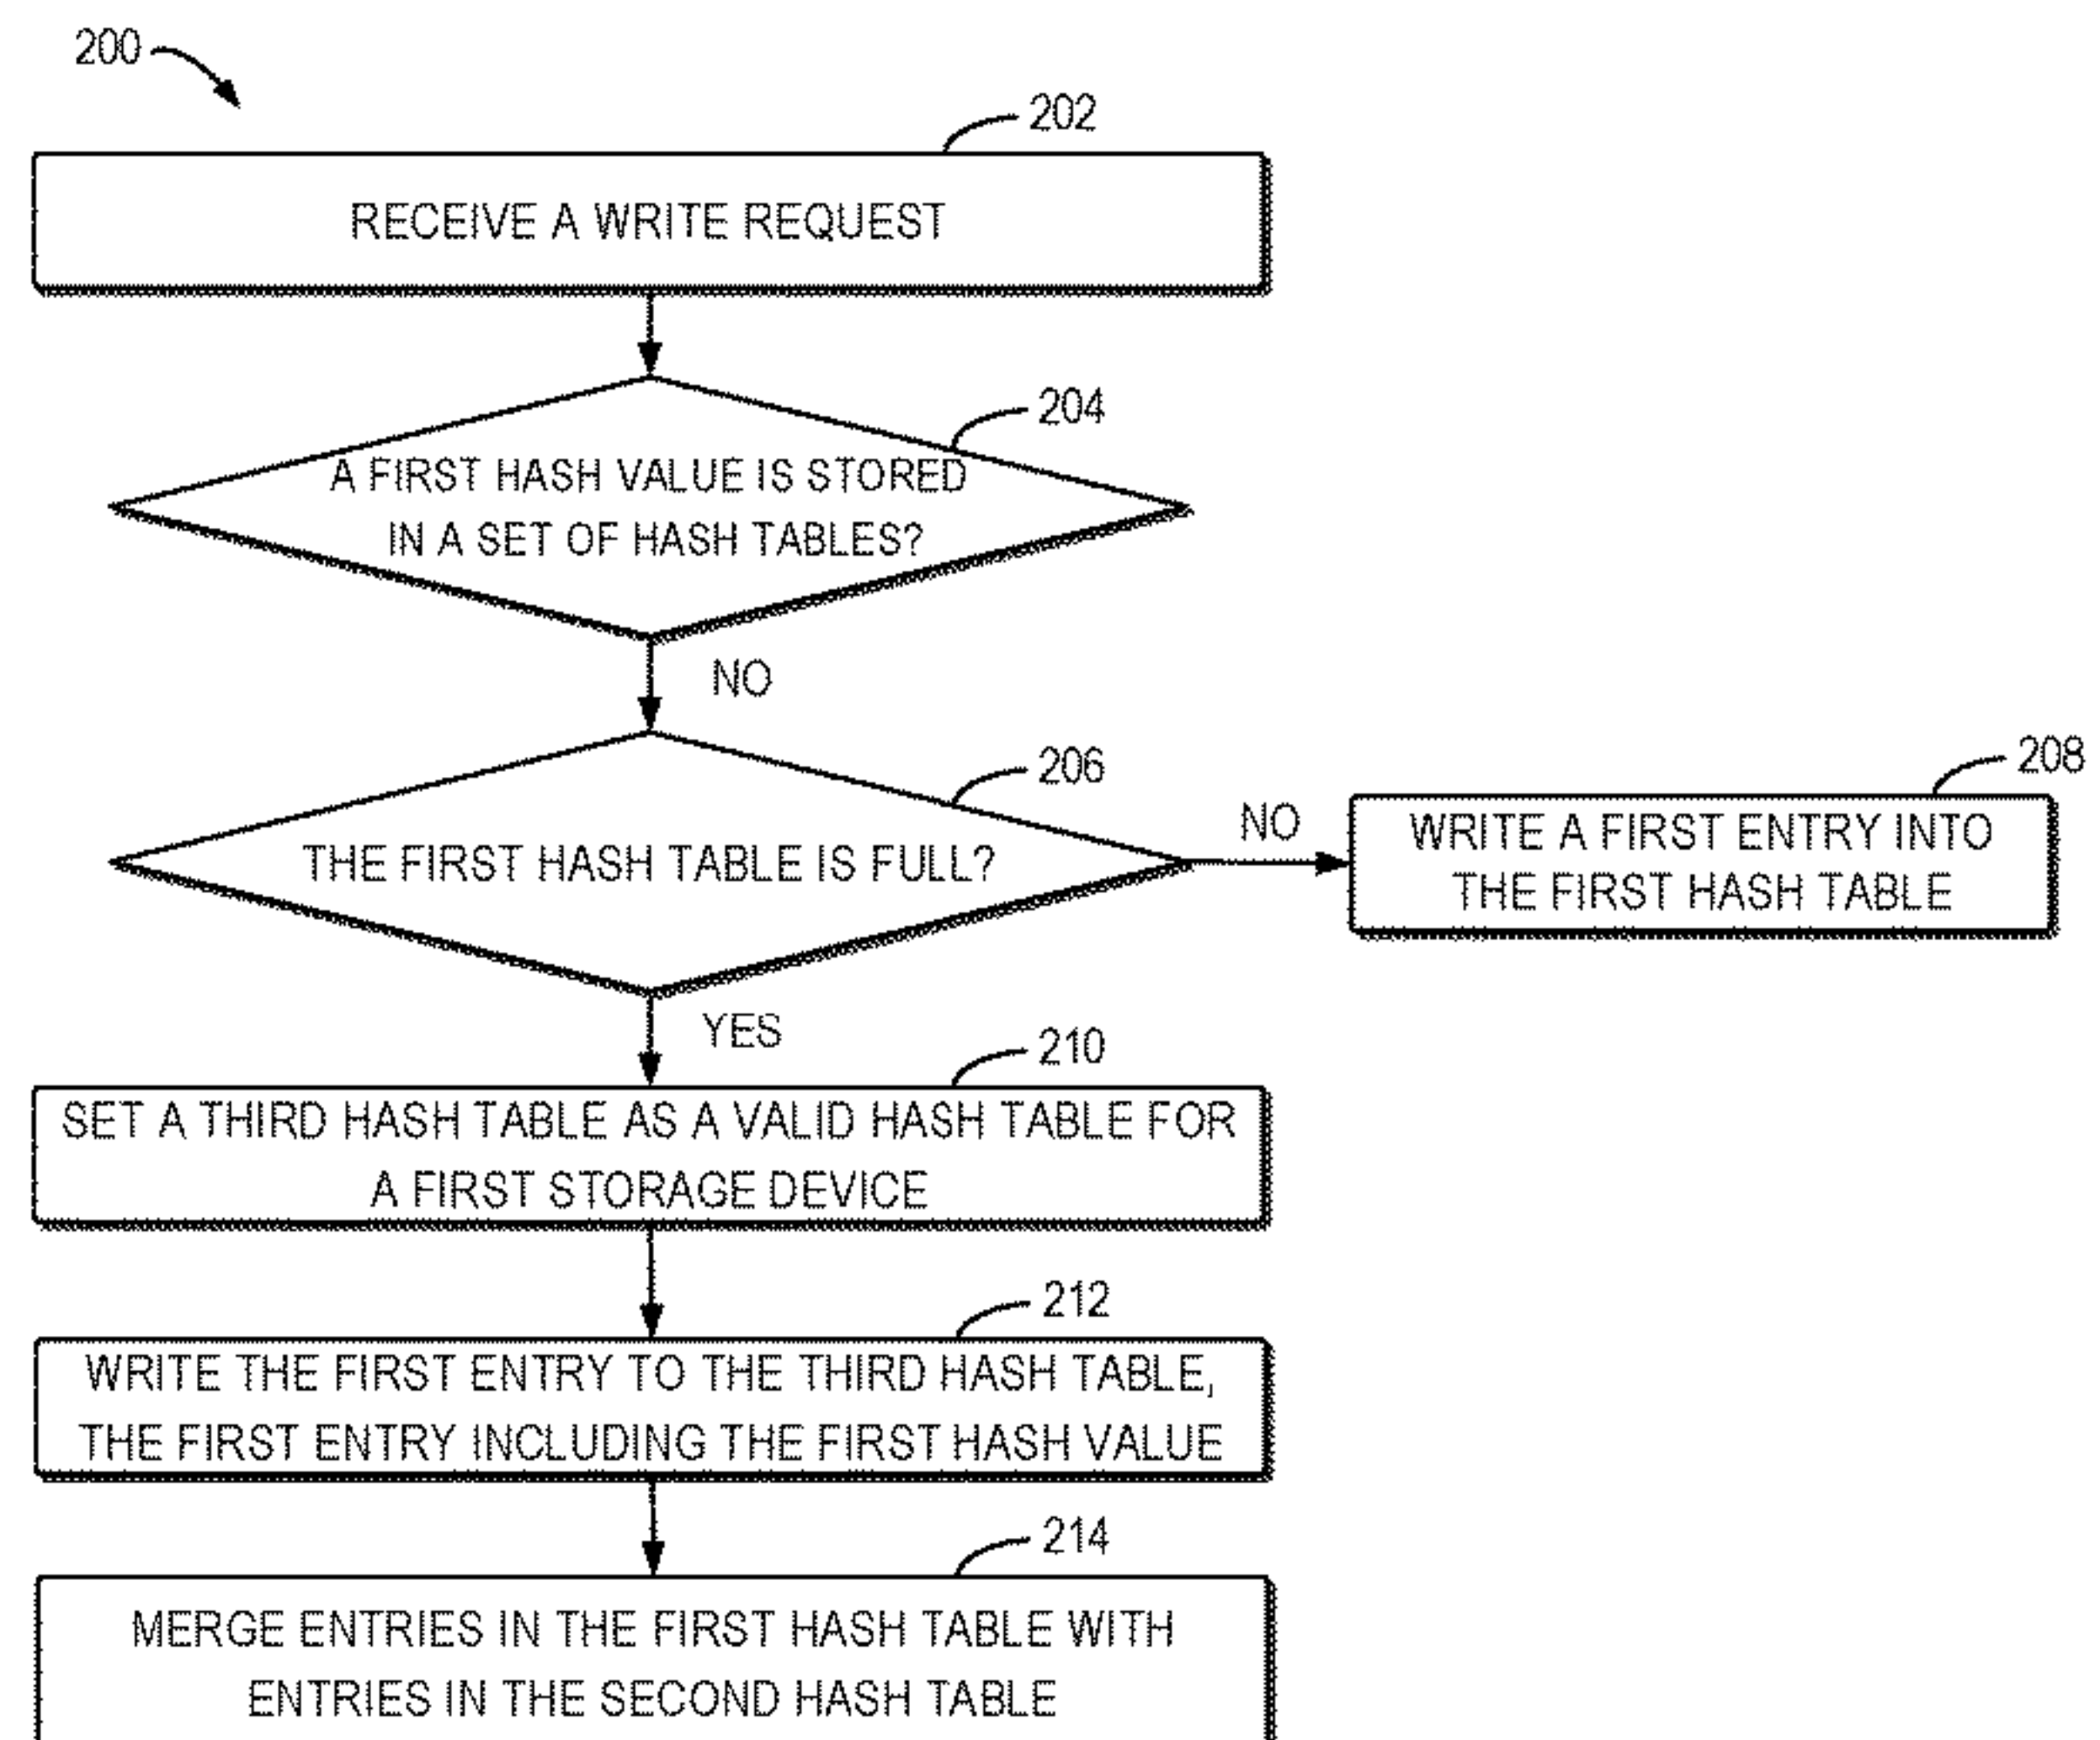 200
202
RECEIVE A WRITE REQUEST
204
A FIRST HASH VALUE IS STORED
IN A SET OF HASH TABLES?
NO
206
THE FIRST HASH TABLE IS FULL?
NO
208
WRITE A FIRST ENTRY INTO
THE FIRST HASH TABLE
YES
210
SET A THIRD HASH TABLE AS A VALID HASH TABLE FOR
A FIRST STORAGE DEVICE
212
WRITE THE FIRST ENTRY TO THE THIRD HASH TABLE,
THE FIRST ENTRY INCLUDING THE FIRST HASH VALUE
214
MERGE ENTRIES IN THE FIRST HASH TABLE WITH
ENTRIES IN THE SECOND HASH TABLE